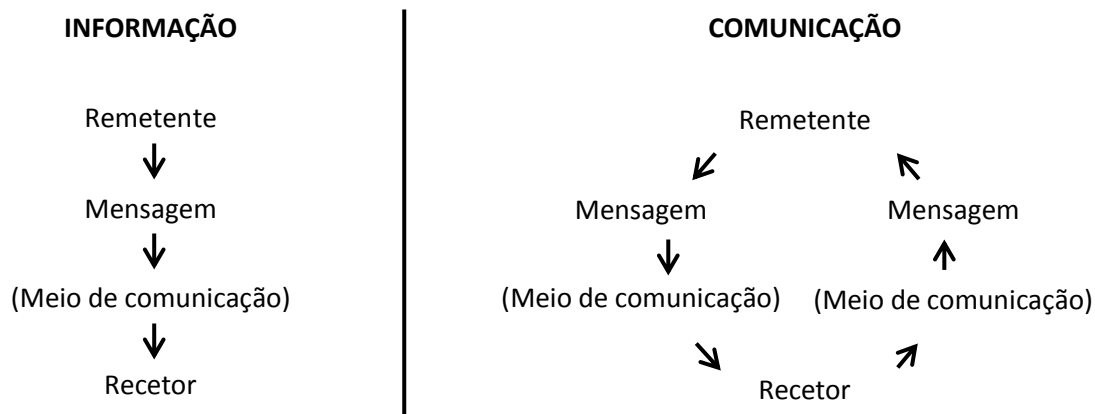 INFORMAÇÃO
Remetente
Mensagem
(Meio de comunicação)
Recetor
COMUNICAÇÃO
Remetente
Mensagem
Mensagem
(Meio de comunicação)
(Meio de comunicação)
Recetor